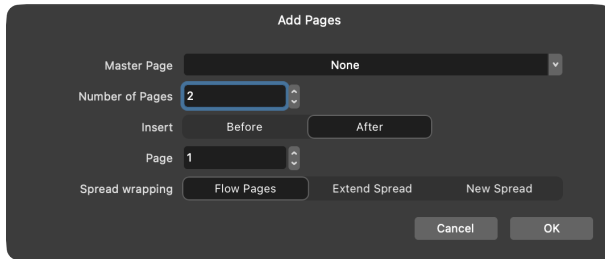 Add Pages
Master Page None
Number of Pages 2
Insert Before After
Page 1
Spread wrapping Flow Pages Extend Spread New Spread
Cancel OK